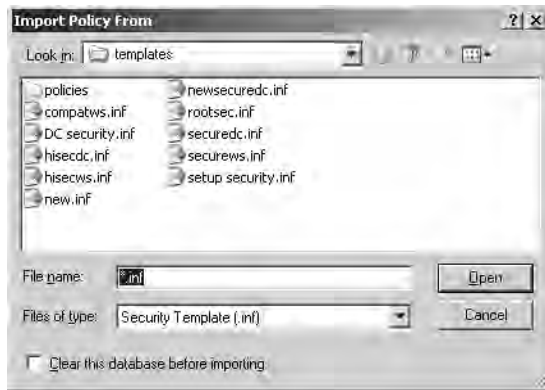 Import Policy From
Look in: templates
policies
compatws.inf
DC security.inf
hisecdc.inf
hisecws.inf
new.inf
newsecuredc.inf
rootsec.inf
securedc.inf
securews.inf
setup security.inf
File name: *.inf Open
Files of type: Security Template (.inf) Cancel
Clear this database before importing